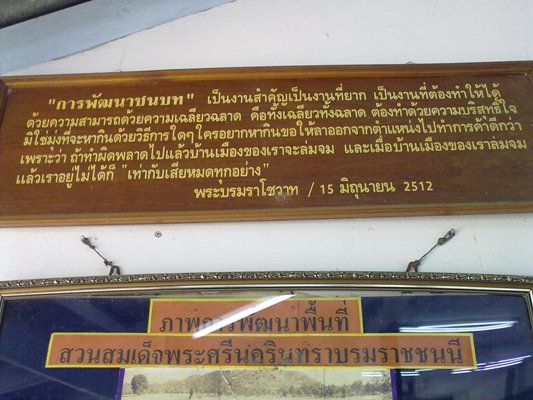 "การพัฒนาชนบท" เป็นงานสำคัญเป็นงานที่ยาก เป็นงานที่ต้องทำให้ได้
ด้วยความสามารถด้วยความเฉลียวฉลาด คือทั้งเฉลียวทั้งฉลาด ต้องทำด้วยความบริสุทธิ์ใจ
มิใช่มุ่งที่จะหากินด้วยวิธีการใดๆ ใครอยากหากินขอให้ลาออกจากตำแหน่งไปทำการค้าดีกว่า
เพราะว่า ถ้าทำผิดพลาดไปแล้วบ้านเมืองของเราจะล่มจม และเมื่อบ้านเมืองของเราล่มจม
แล้วเราอยู่ไม่ได้ก็ "เท่ากับเสียหมดทุกอย่าง"
พระบรมราโชวาท / 15 มิถุนายน 2512
ภาพการพัฒนาพื้นที่
สวนสมเด็จพระศรีนครินทราบรมราชชนนี